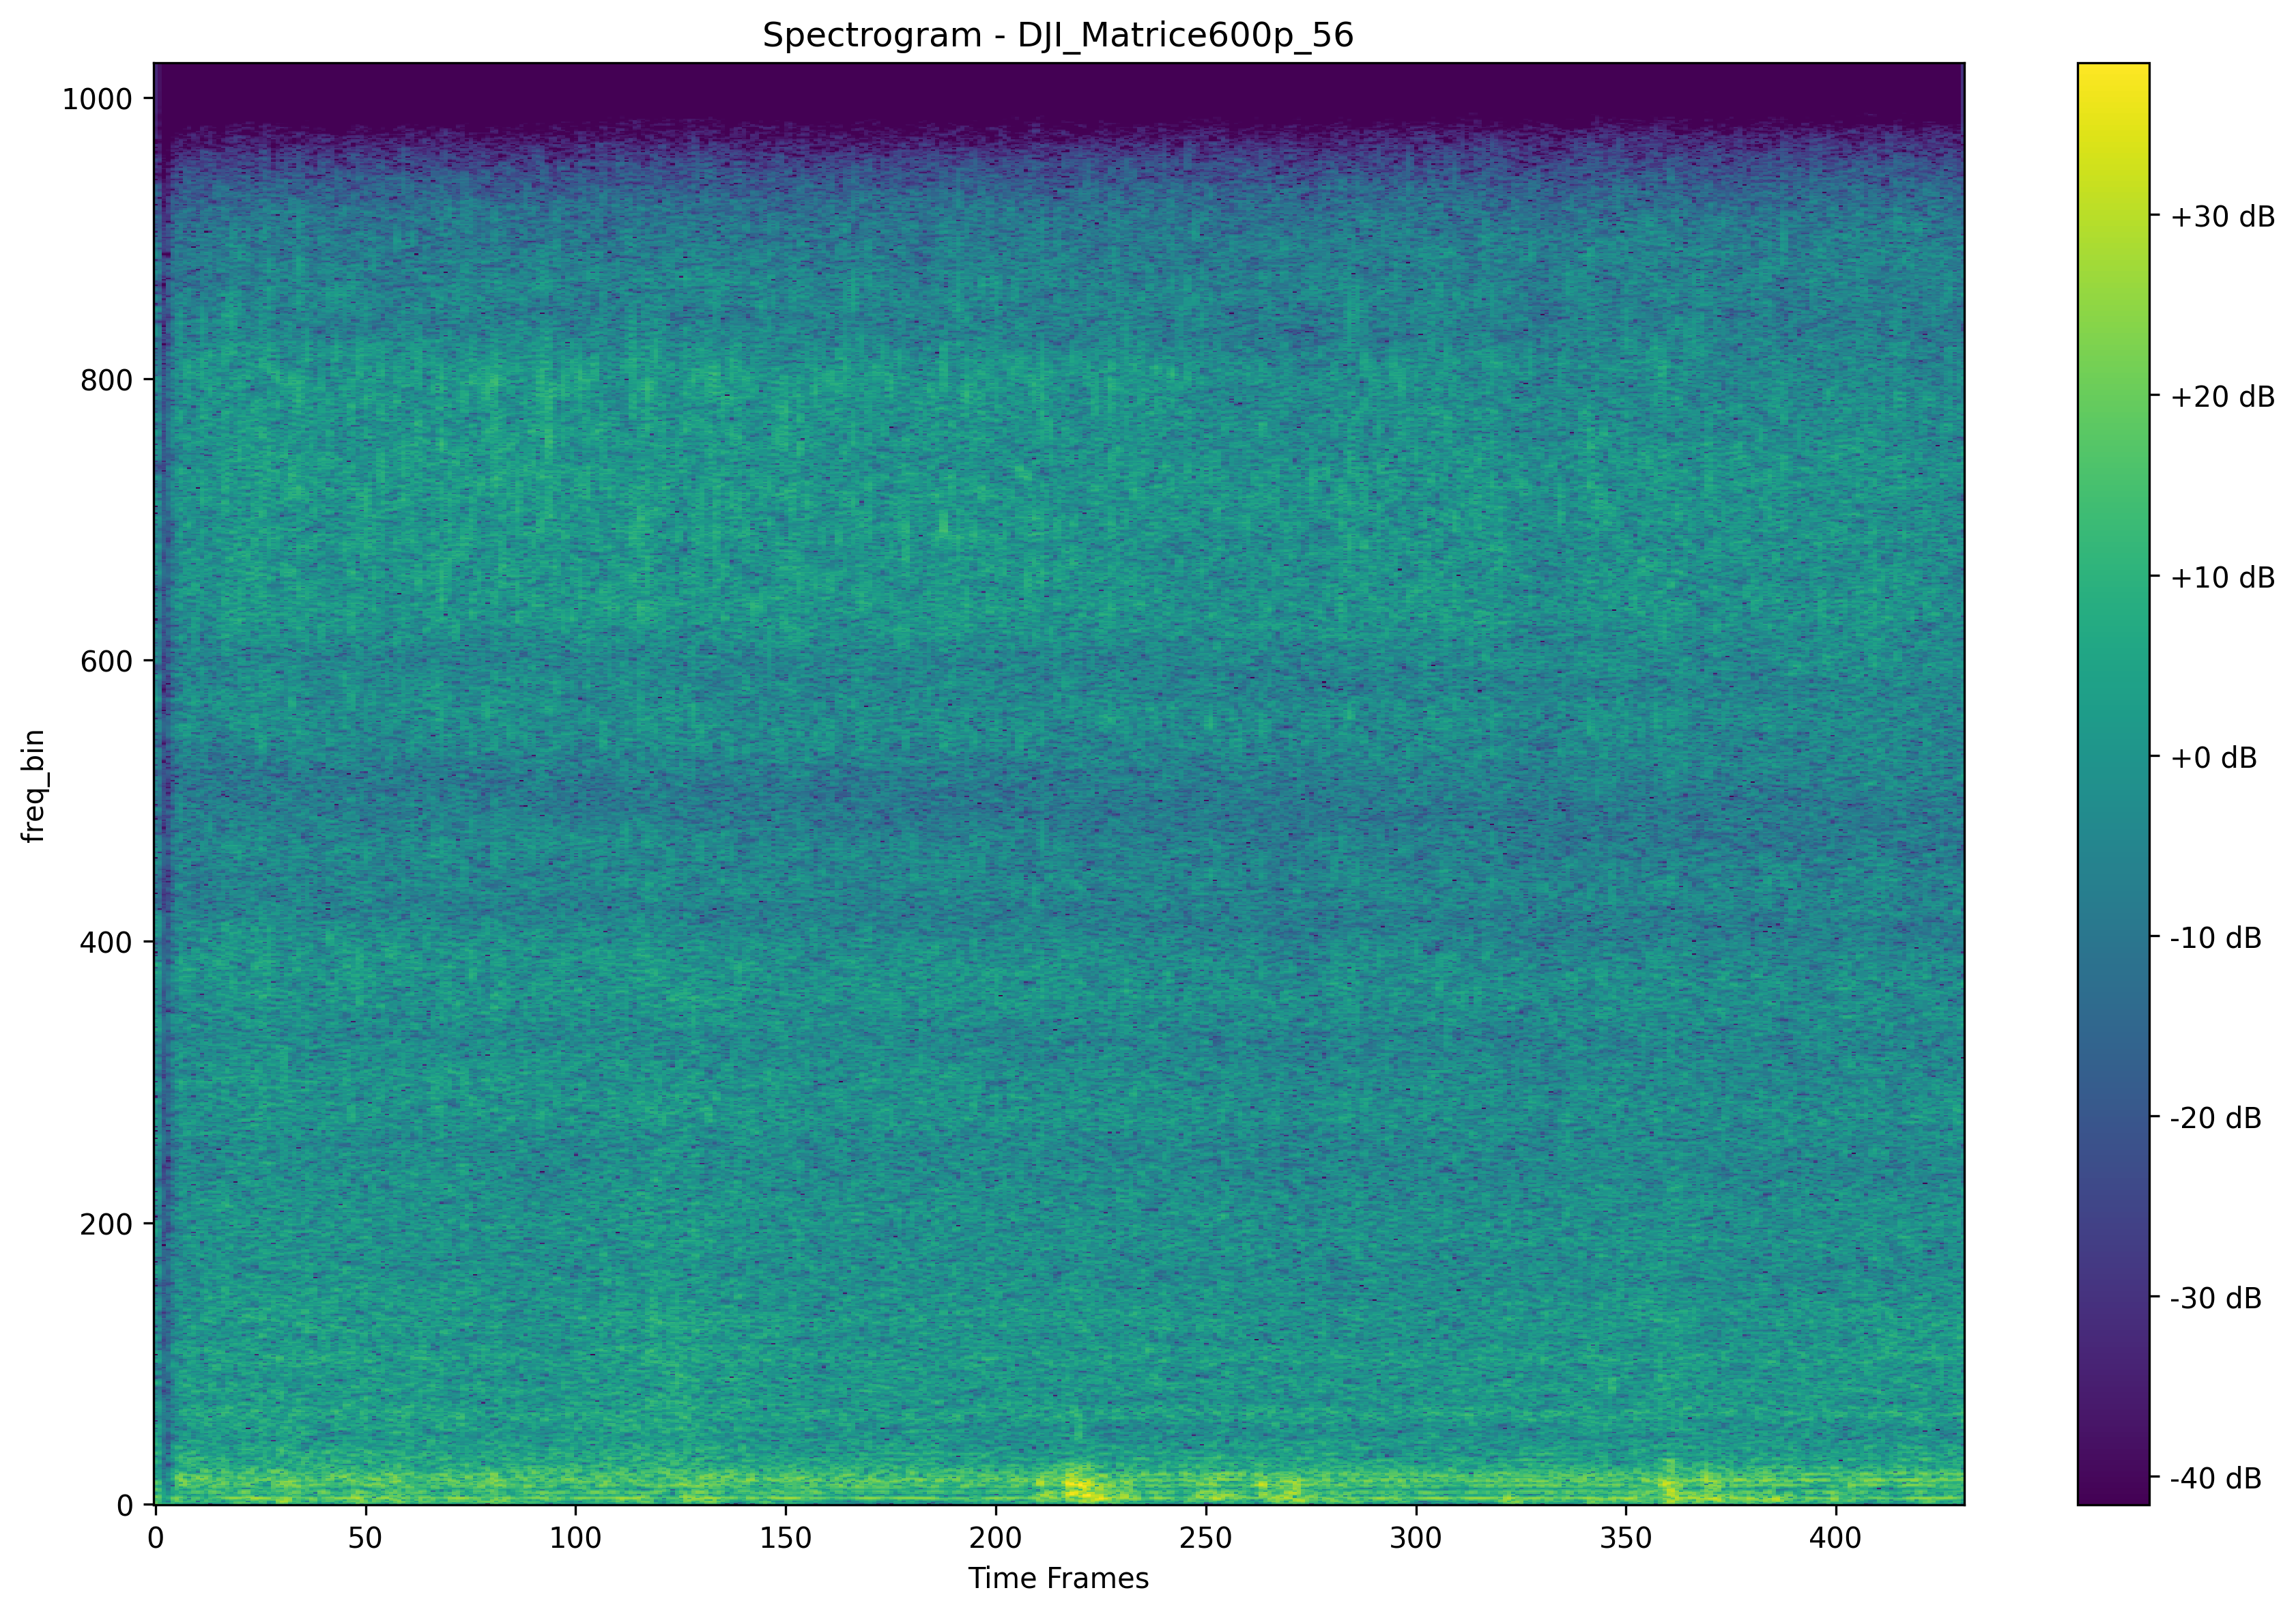 Spectrogram - DJI_Matrice600p_56
1000
800
600
400
200
0
freq_bin
0 50 100 150 200 250 300 350 400
Time Frames
+30 dB
+20 dB
+10 dB
+0 dB
-10 dB
-20 dB
-30 dB
-40 dB